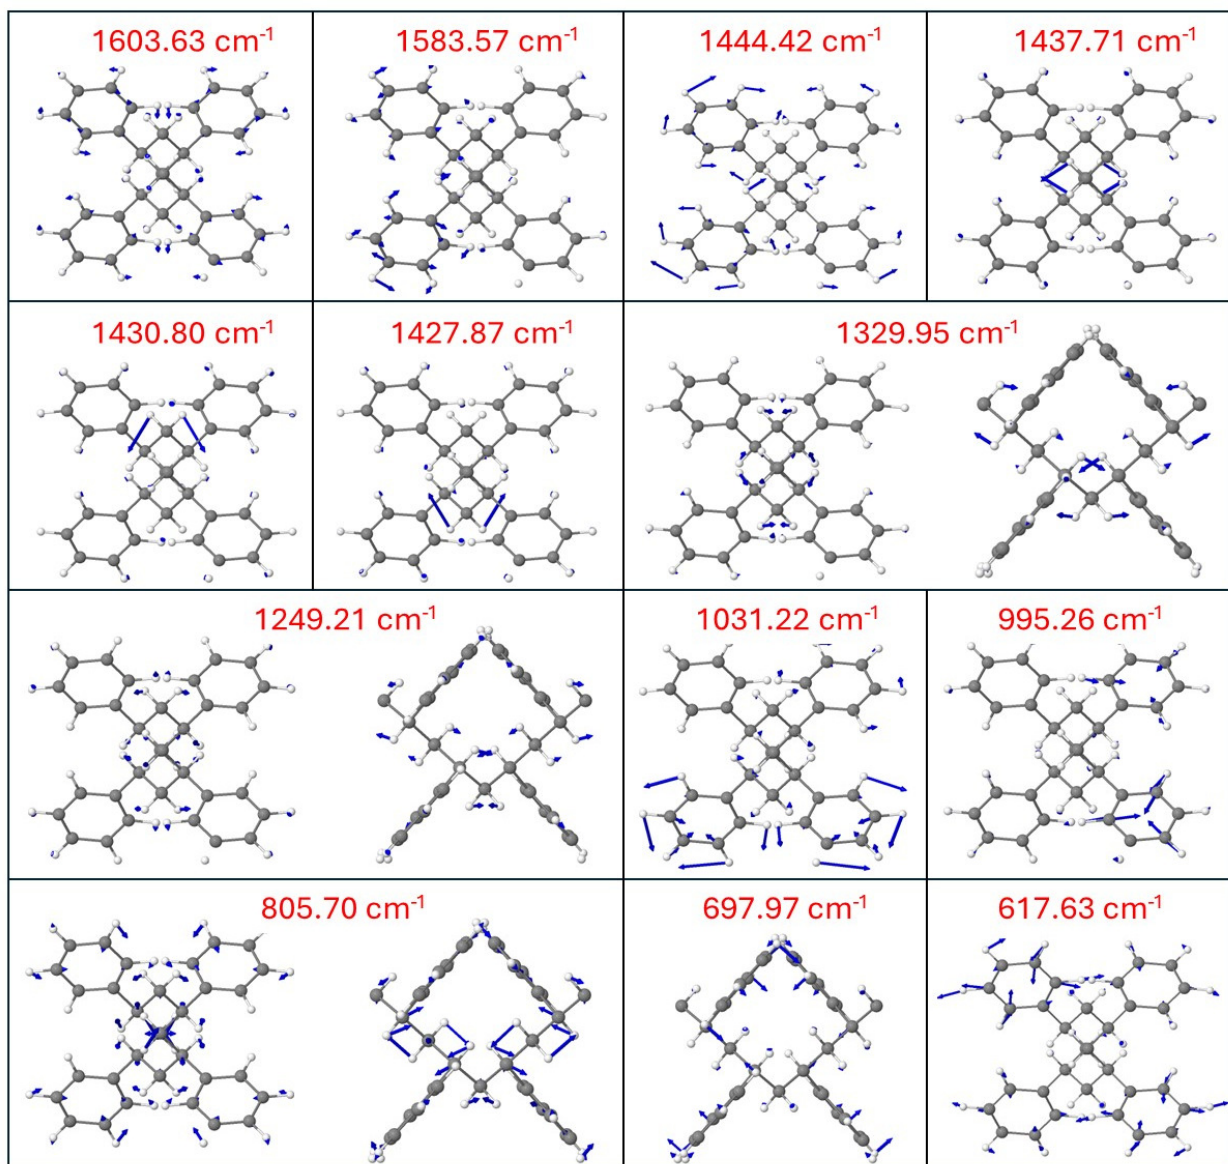 1603.63 cm⁻¹
1583.57 cm⁻¹
1444.42 cm⁻¹
1437.71 cm⁻¹
1430.80 cm⁻¹
1427.87 cm⁻¹
1329.95 cm⁻¹
1249.21 cm⁻¹
1031.22 cm⁻¹
995.26 cm⁻¹
805.70 cm⁻¹
697.97 cm⁻¹
617.63 cm⁻¹